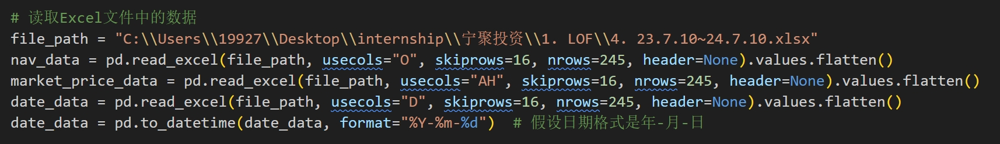 # 读取Excel文件中的数据
file_path = "C:\\Users\\19927\\Desktop\\internship\\宁聚投资\\1. LOF\\4. 23.7.10~24.7.10.xlsx"
nav_data = pd.read_excel(file_path, usecols="O", skiprows=16, nrows=245, header=None).values.flatten()
market_price_data = pd.read_excel(file_path, usecols="AH", skiprows=16, nrows=245, header=None).values.flatten()
date_data = pd.read_excel(file_path, usecols="D", skiprows=16, nrows=245, header=None).values.flatten()
date_data = pd.to_datetime(date_data, format="%Y-%m-%d")  # 假设日期格式是年-月-日